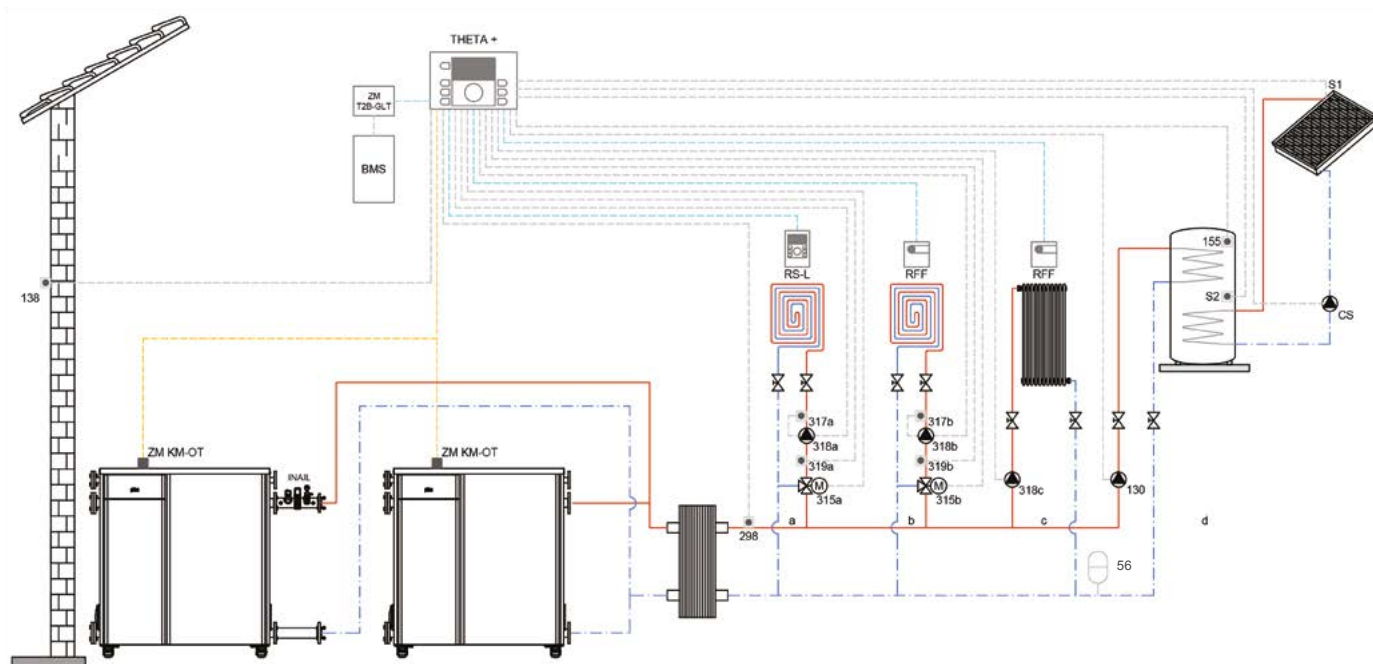 THETA +
ZM
T2B-GLT
BMS
S1
RS-L
RFF
RFF
155
S2
CS
138
317a
318a
319a
315a
317b
318b
319b
315b
M
M
318c
130
ZM KM-OT
INAIL
ZM KM-OT
298
a
b
c
d
56